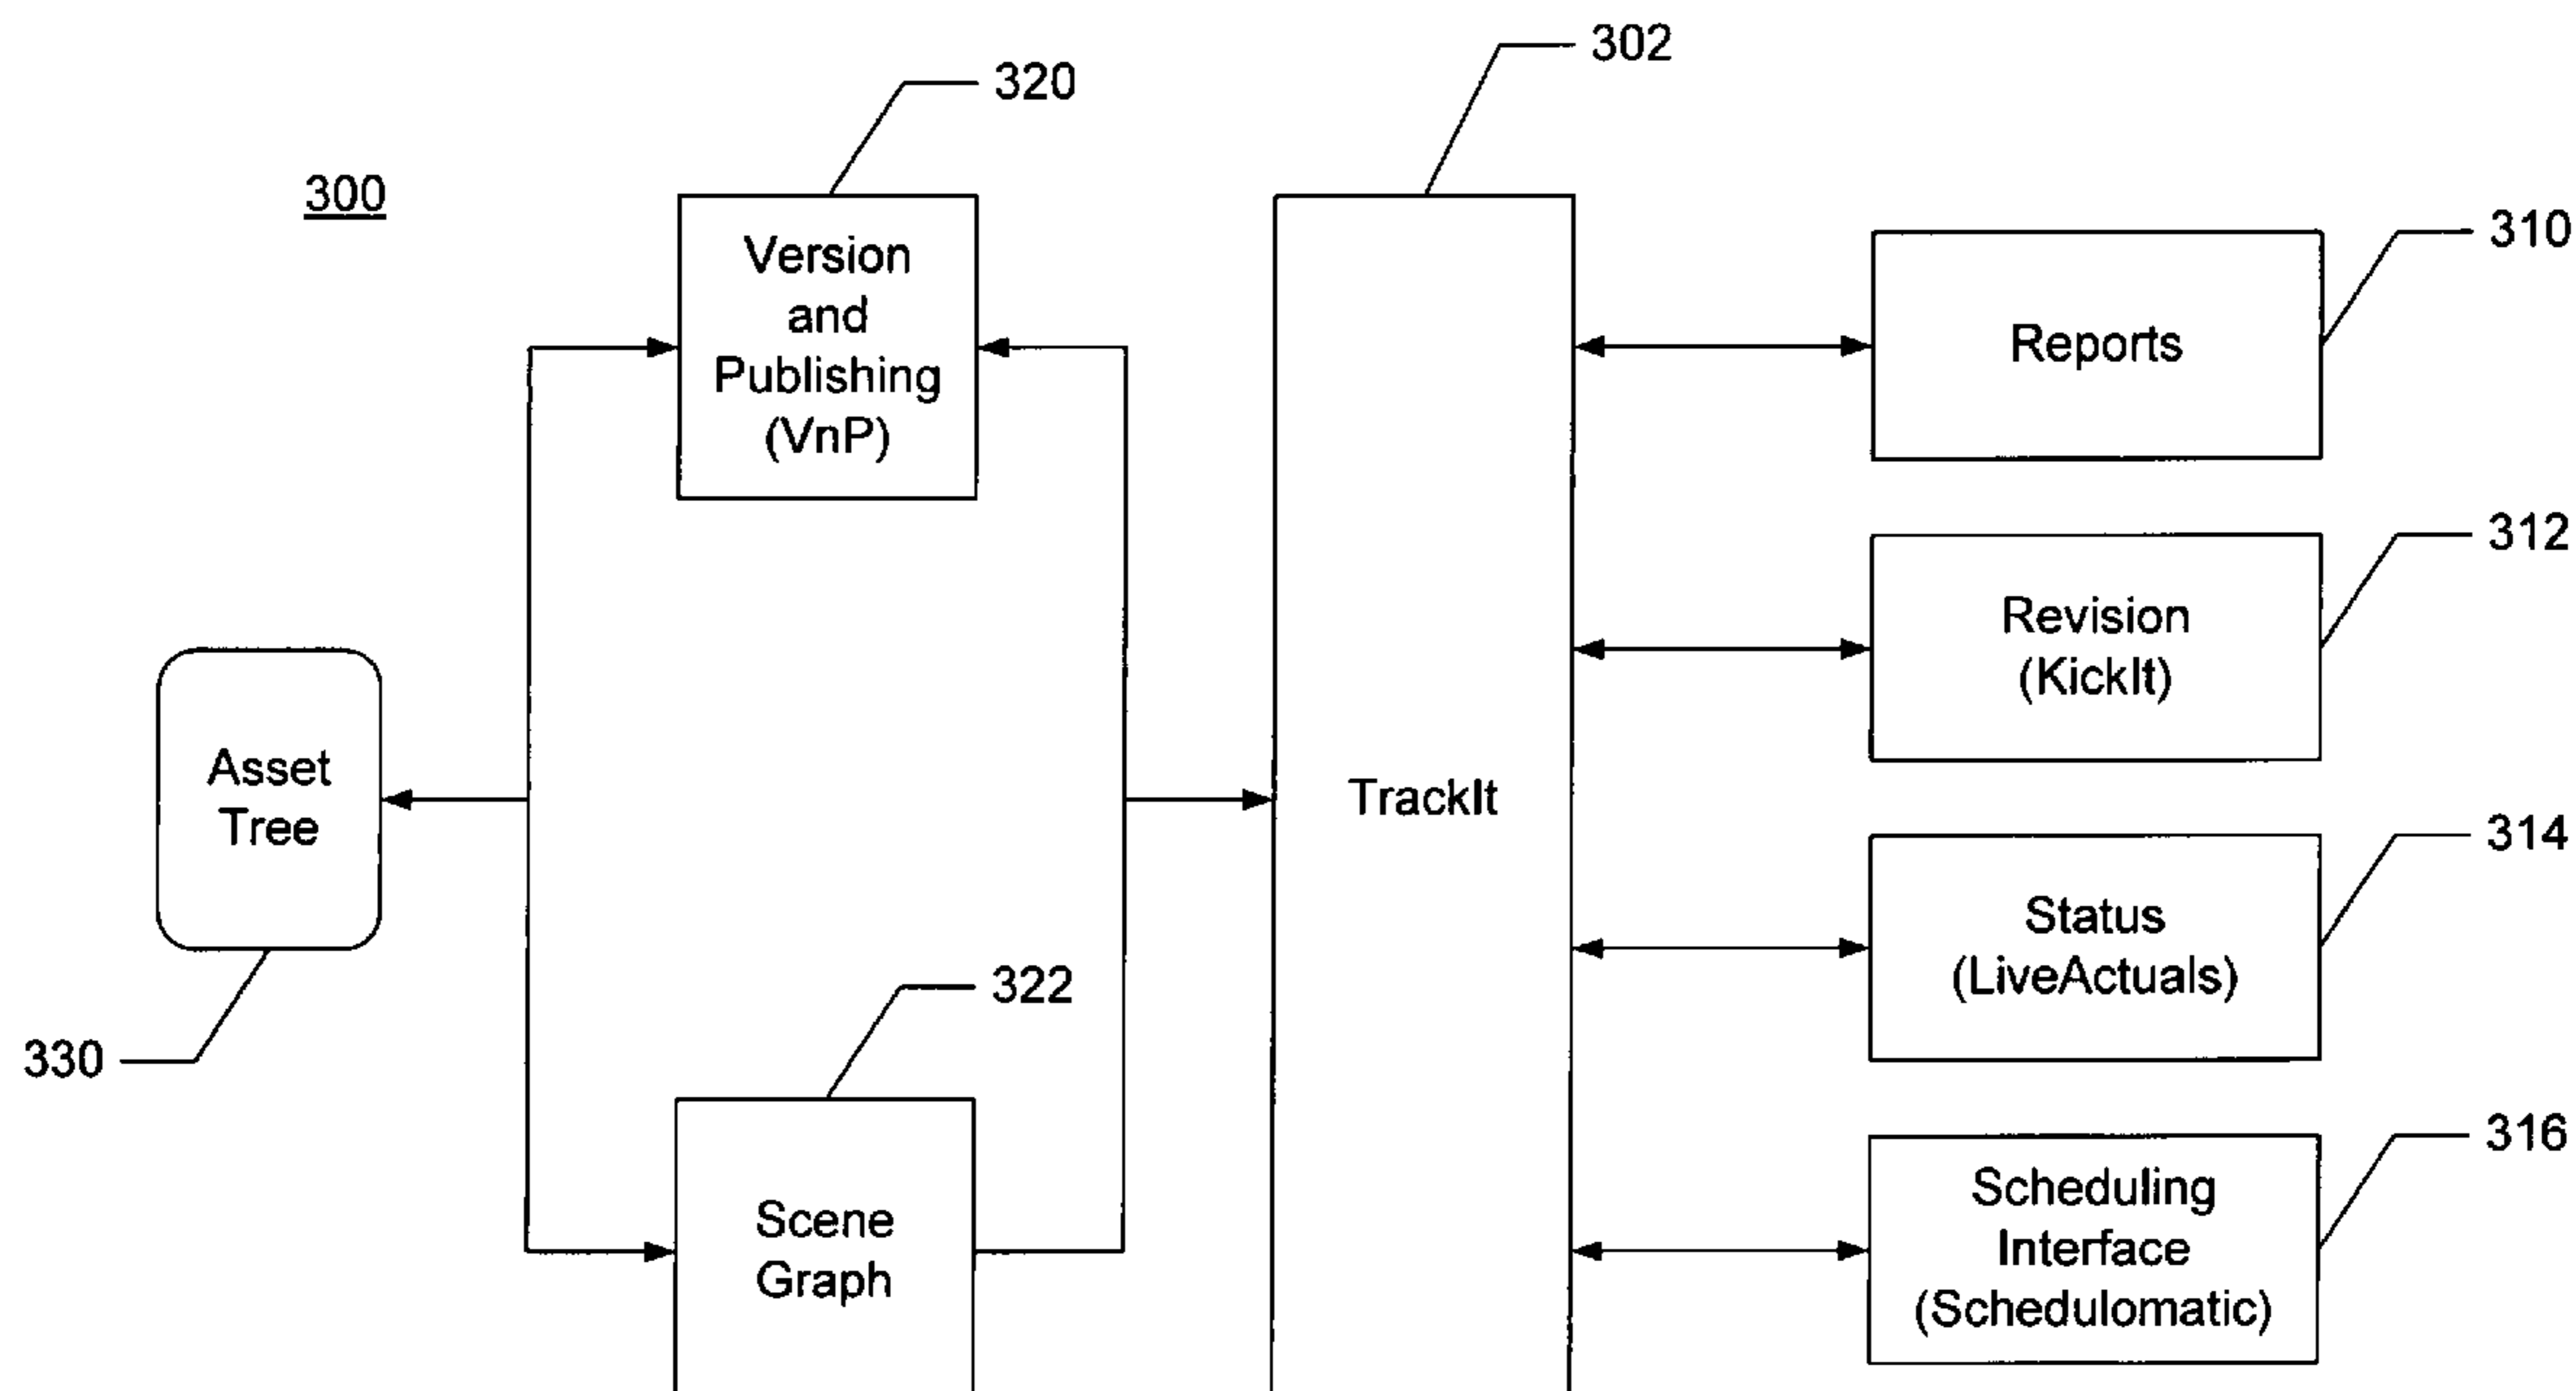 302
320
300
Version
and
Publishing
(VnP)
310
Reports
312
Revision
(KickIt)
Asset
Tree
TrackIt
314
Status
(LiveActuals)
322
330
316
Scene
Graph
Scheduling
Interface
(Schedulomatic)